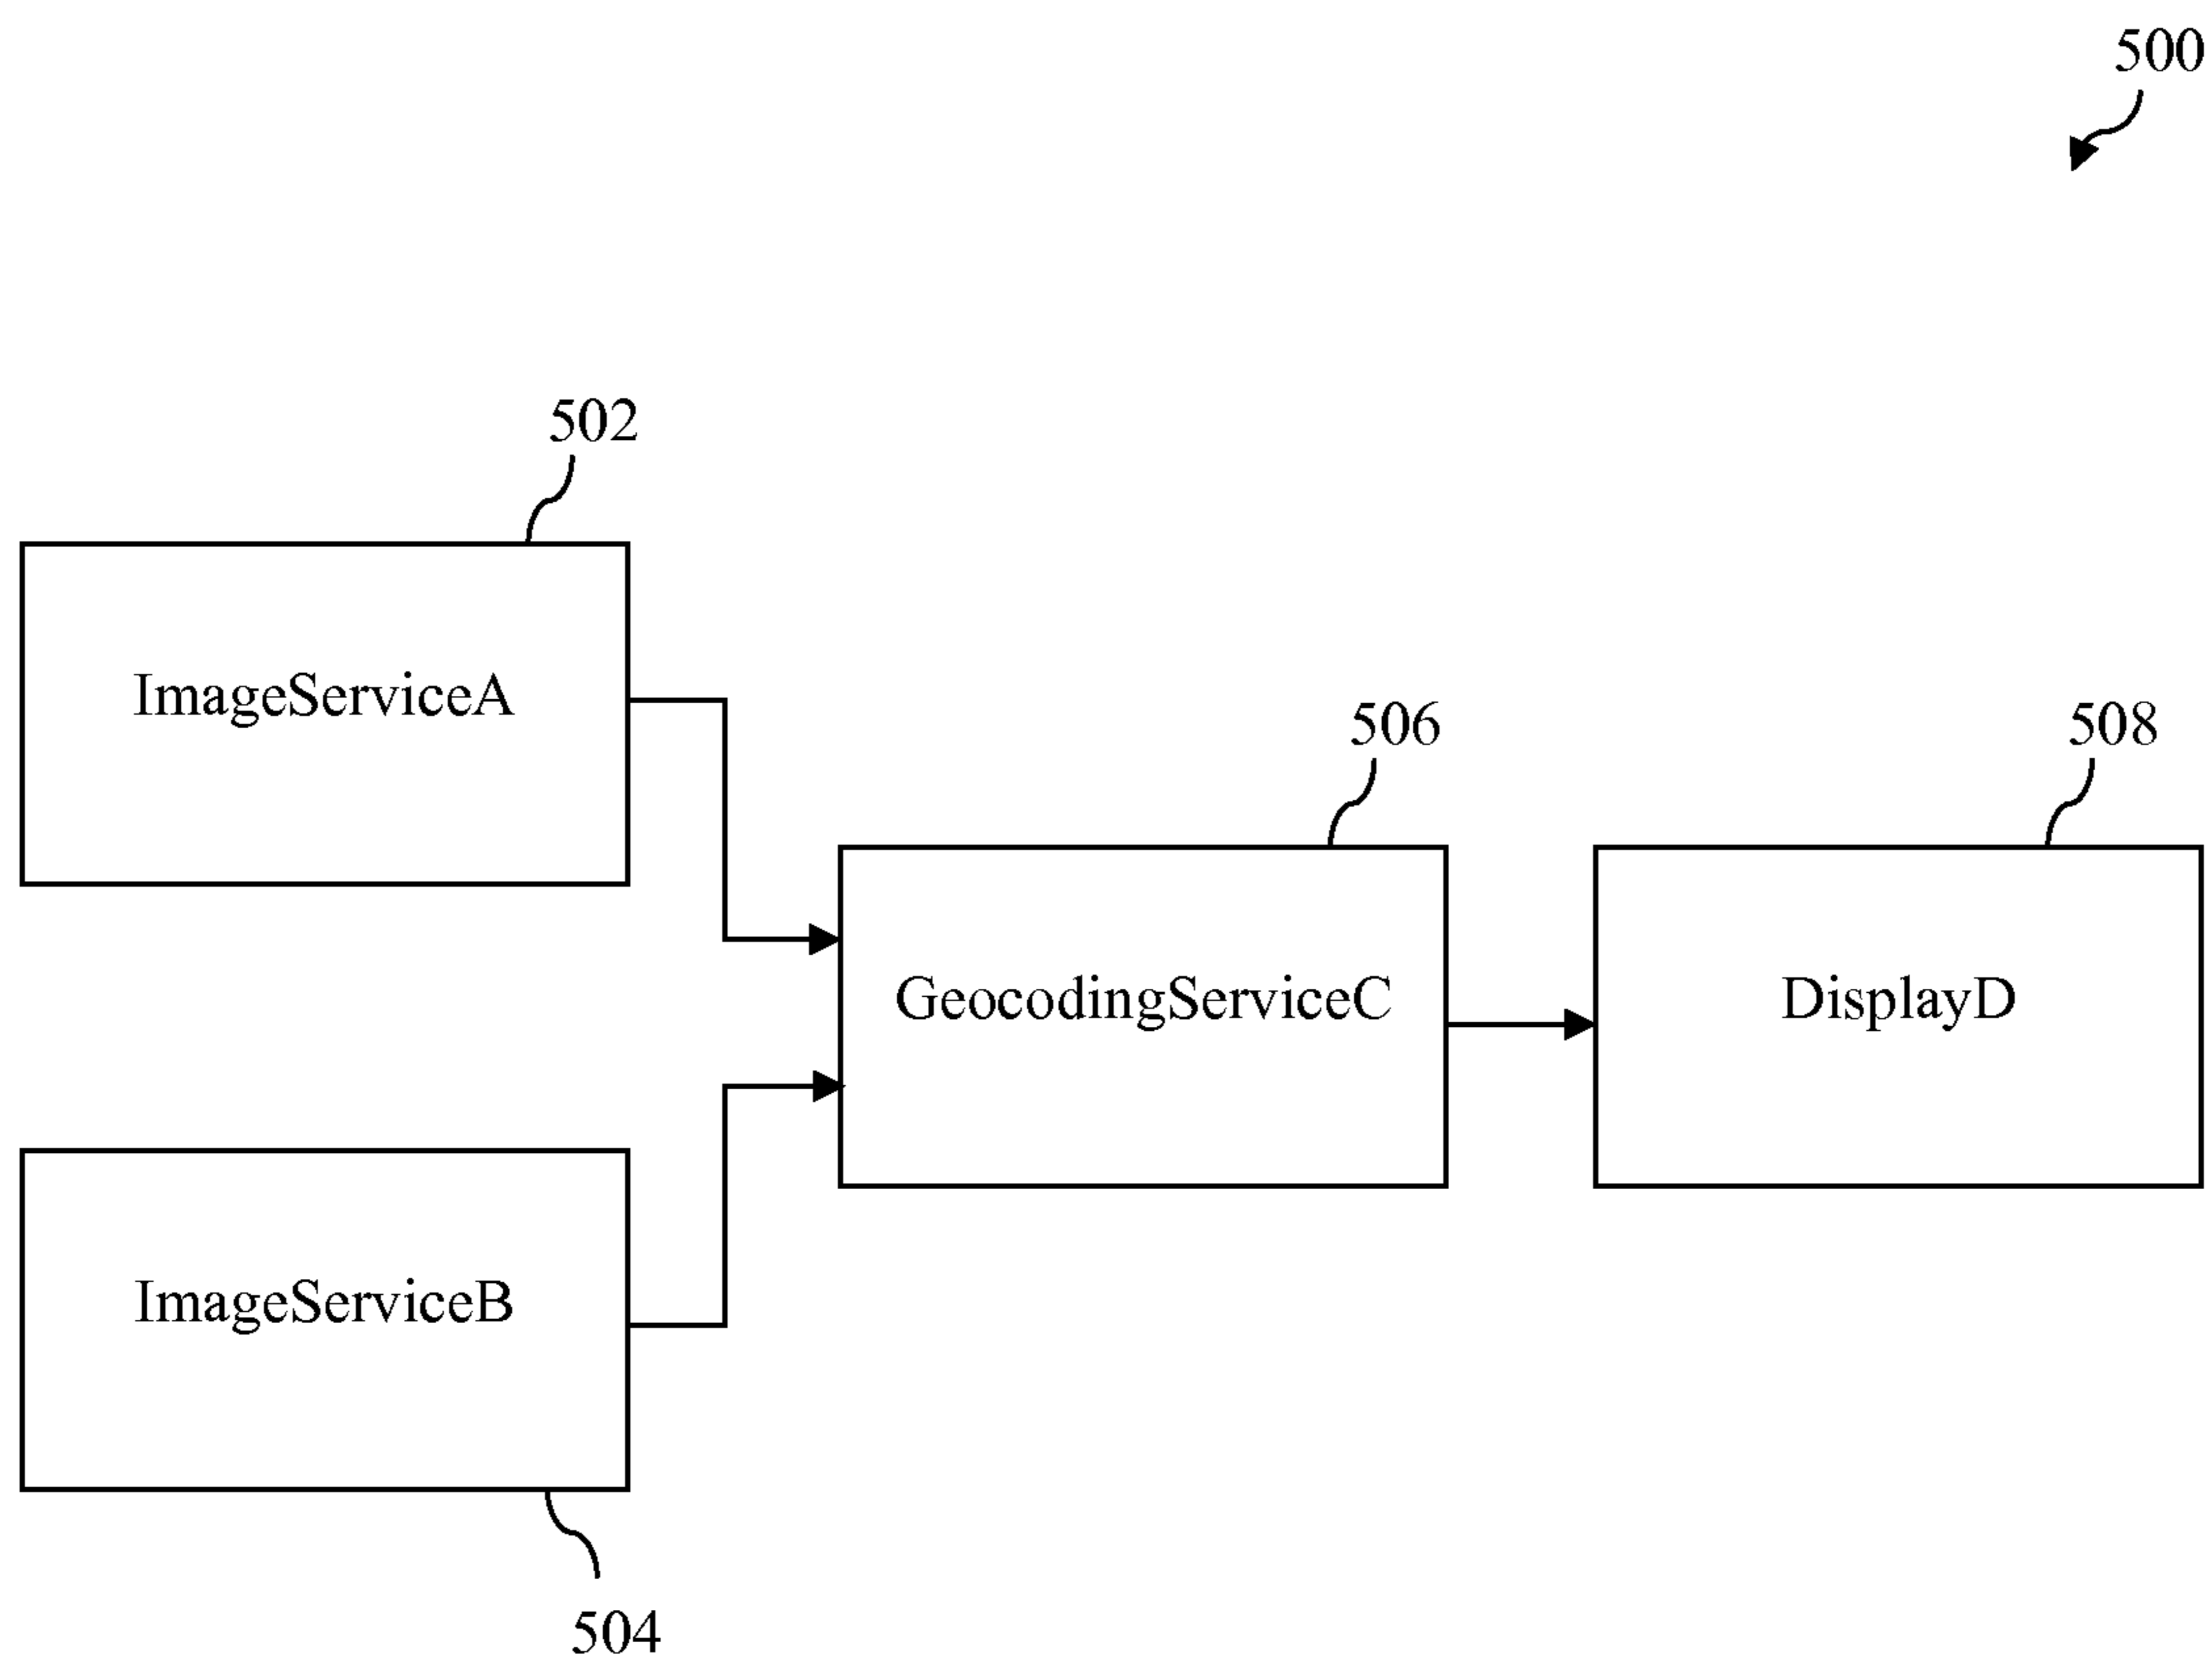 500
502
ImageServiceA
506
508
GeocodingServiceC
DisplayD
ImageServiceB
504